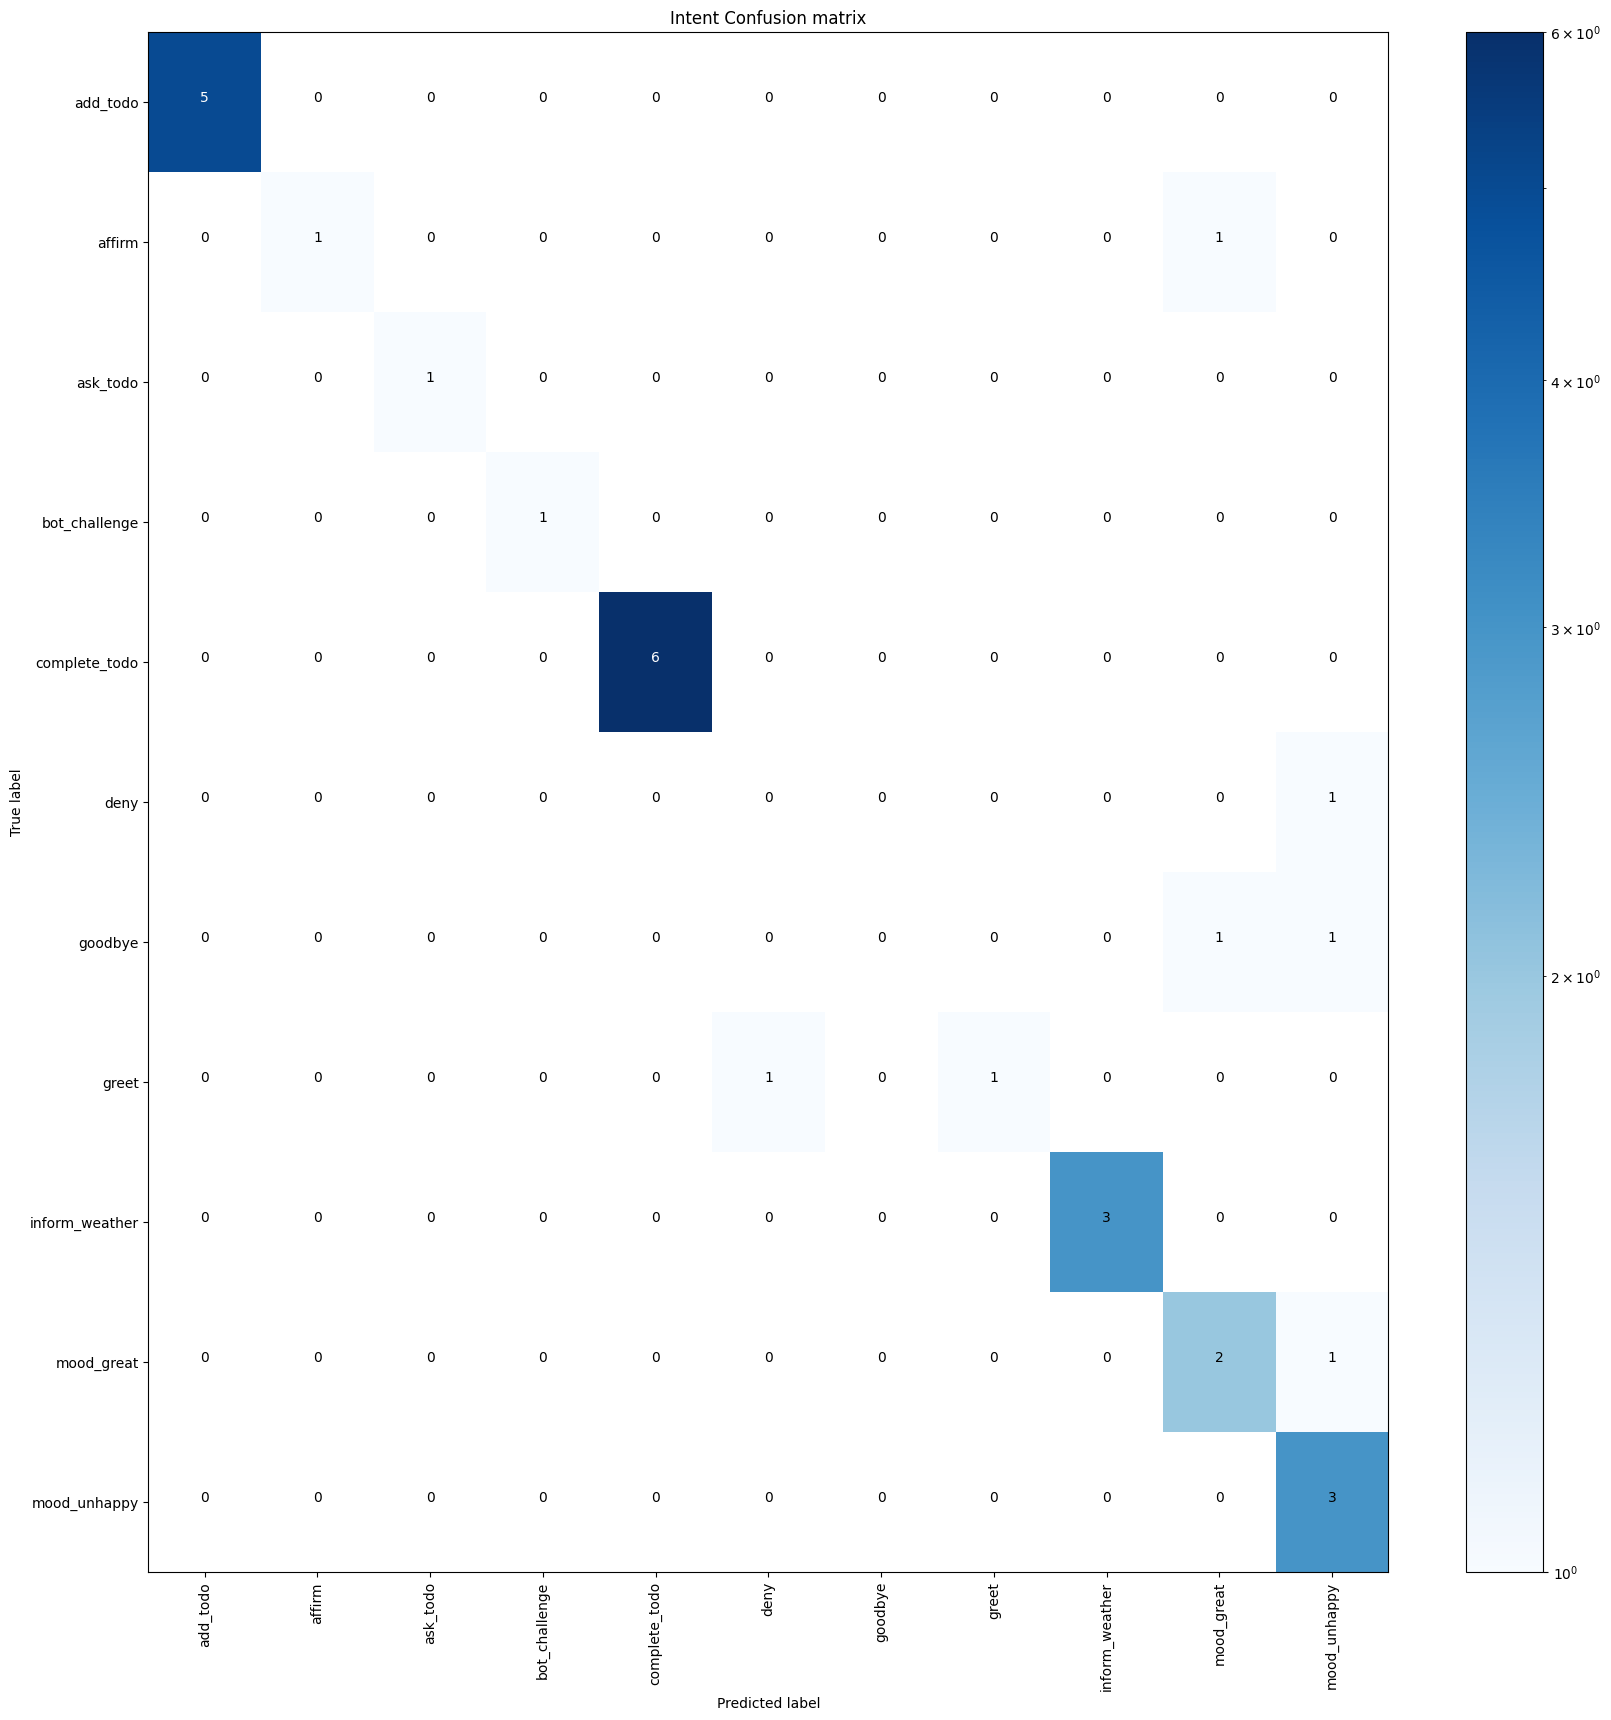 Intent Confusion matrix
add_todo 5 0 0 0 0 0 0 0 0 0 0
affirm 0 1 0 0 0 0 0 0 0 1 0
ask_todo 0 0 1 0 0 0 0 0 0 0 0
bot_challenge 0 0 0 1 0 0 0 0 0 0 0
complete_todo 0 0 0 0 6 0 0 0 0 0 0
deny 0 0 0 0 0 0 0 0 0 0 1
goodbye 0 0 0 0 0 0 0 0 0 1 1
greet 0 0 0 0 0 1 0 1 0 0 0
inform_weather 0 0 0 0 0 0 0 0 3 0 0
mood_great 0 0 0 0 0 0 0 0 0 2 1
mood_unhappy 0 0 0 0 0 0 0 0 0 0 3
True label
add_todo
affirm
ask_todo
bot_challenge
complete_todo
deny
goodbye
greet
inform_weather
mood_great
mood_unhappy
Predicted label
6 × 10⁰
4 × 10⁰
3 × 10⁰
2 × 10⁰
10⁰